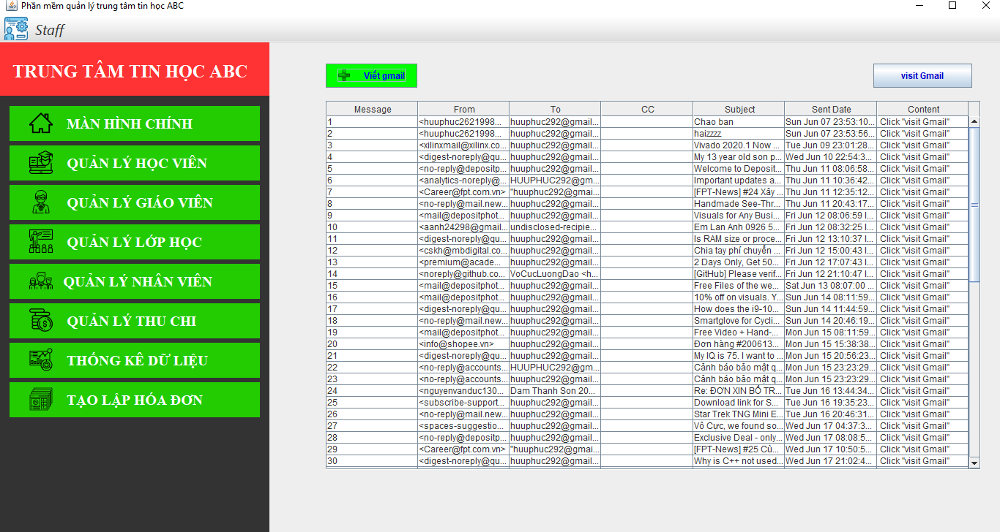 Phần mềm quản lý trung tâm tin học ABC
Staff
TRUNG TÂM TIN HỌC ABC
MÀN HÌNH CHÍNH
QUẢN LÝ HỌC VIÊN
QUẢN LÝ GIÁO VIÊN
QUẢN LÝ LỚP HỌC
QUẢN LÝ NHÂN VIÊN
QUẢN LÝ THU CHI
THỐNG KÊ DỮ LIỆU
TẠO LẬP HÓA ĐƠN
Viết gmail
visit Gmail
Message From To CC Subject Sent Date Content
1 <huuphuc2621998... huuphuc292@gmail... Chao ban Sun Jun 07 23:53:10... Click "visit Gmail"
2 <huuphuc2621998... huuphuc292@gmail... haizzzz Sun Jun 07 23:53:56... Click "visit Gmail"
3 <xilinxmail@xilinx.co... huuphuc292@gmail... Vivado 2020.1 Now ... Tue Jun 09 23:01:28... Click "visit Gmail"
4 <digest-noreply@qu... huuphuc292@gmail... My 13 year old son p... Wed Jun 10 22:54:3... Click "visit Gmail"
5 <no-reply@depositp... huuphuc292@gmail... Welcome to Deposit... Thu Jun 11 08:06:58... Click "visit Gmail"
6 <analytics-noreply@... HUUPHUC292@gm... Important updates a... Thu Jun 11 10:36:42... Click "visit Gmail"
7 <Career@fpt.com.vn> "huuphuc292@gmai... [FPT-News] #24 Xây ... Thu Jun 11 12:35:12... Click "visit Gmail"
8 <no-reply@mail.new... huuphuc292@gmail... Handmade See-Thr... Thu Jun 11 20:43:17... Click "visit Gmail"
9 <mail@depositphot... huuphuc292@gmail... Visuals for Any Busi... Fri Jun 12 08:06:59 I... Click "visit Gmail"
10 <aanh24298@gmail... undisclosed-recipie... Em Lan Anh 0926 5... Fri Jun 12 08:32:25 I... Click "visit Gmail"
11 <digest-noreply@qu... huuphuc292@gmail... Is RAM size or proce... Fri Jun 12 13:10:37 I... Click "visit Gmail"
12 <cskh@mbdigital.co... huuphuc292@gmail... Chia tay phí chuyển ... Fri Jun 12 15:00:43 I... Click "visit Gmail"
13 <premium@acade... huuphuc292@gmail... 2 Days Only, Get 50... Fri Jun 12 17:07:43 I... Click "visit Gmail"
14 <noreply@github.co... VoCucLuongDao <h... [GitHub] Please verif... Fri Jun 12 21:10:47 I... Click "visit Gmail"
15 <mail@depositphot... huuphuc292@gmail... Free Files of the we... Sat Jun 13 08:07:00 ... Click "visit Gmail"
16 <mail@depositphot... huuphuc292@gmail... 10% off on visuals. Y... Sun Jun 14 08:11:59... Click "visit Gmail"
17 <digest-noreply@qu... huuphuc292@gmail... How does the i9-10... Sun Jun 14 11:44:59... Click "visit Gmail"
18 <no-reply@mail.new... huuphuc292@gmail... Smartglove for Cycli... Sun Jun 14 20:46:19... Click "visit Gmail"
19 <mail@depositphot... huuphuc292@gmail... Free Video + Hand-... Mon Jun 15 08:11:59... Click "visit Gmail"
20 <info@shopee.vn> huuphuc292@gmail... Đơn hàng #200613... Mon Jun 15 15:38:38... Click "visit Gmail"
21 <digest-noreply@qu... huuphuc292@gmail... My IQ is 75. I want to ... Mon Jun 15 20:56:23... Click "visit Gmail"
22 <no-reply@accounts... HUUPHUC292@gm... Cảnh báo bảo mật q... Mon Jun 15 23:23:29... Click "visit Gmail"
23 <no-reply@accounts... huuphuc292@gmail... Cảnh báo bảo mật q... Mon Jun 15 23:23:29... Click "visit Gmail"
24 <nguyenvanduc130... Dam Thanh Son 20... Re: ĐƠN XIN BỔ TR... Tue Jun 16 13:44:34... Click "visit Gmail"
25 <subscribe-support... huuphuc292@gmail... Download link for S... Tue Jun 16 19:35:23... Click "visit Gmail"
26 <no-reply@mail.new... huuphuc292@gmail... Star Trek TNG Mini E... Tue Jun 16 20:46:31... Click "visit Gmail"
27 <spaces-suggestio... huuphuc292@gmail... Vô Cực, we found so... Wed Jun 17 04:37:3... Click "visit Gmail"
28 <no-reply@depositp... huuphuc292@gmail... Exclusive Deal - only... Wed Jun 17 08:08:5... Click "visit Gmail"
29 <Career@fpt.com.vn> "huuphuc292@gmai... [FPT-News] #25 Củ... Wed Jun 17 10:50:5... Click "visit Gmail"
30 <digest-noreply@qu... huuphuc292@gmail... Why is C++ not used... Wed Jun 17 21:02:4... Click "visit Gmail"